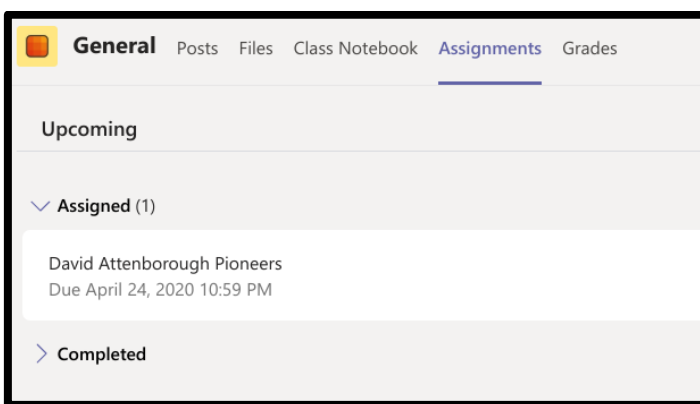 General Posts Files Class Notebook Assignments Grades
Upcoming
Assigned (1)
David Attenborough Pioneers
Due April 24, 2020 10:59 PM
Completed